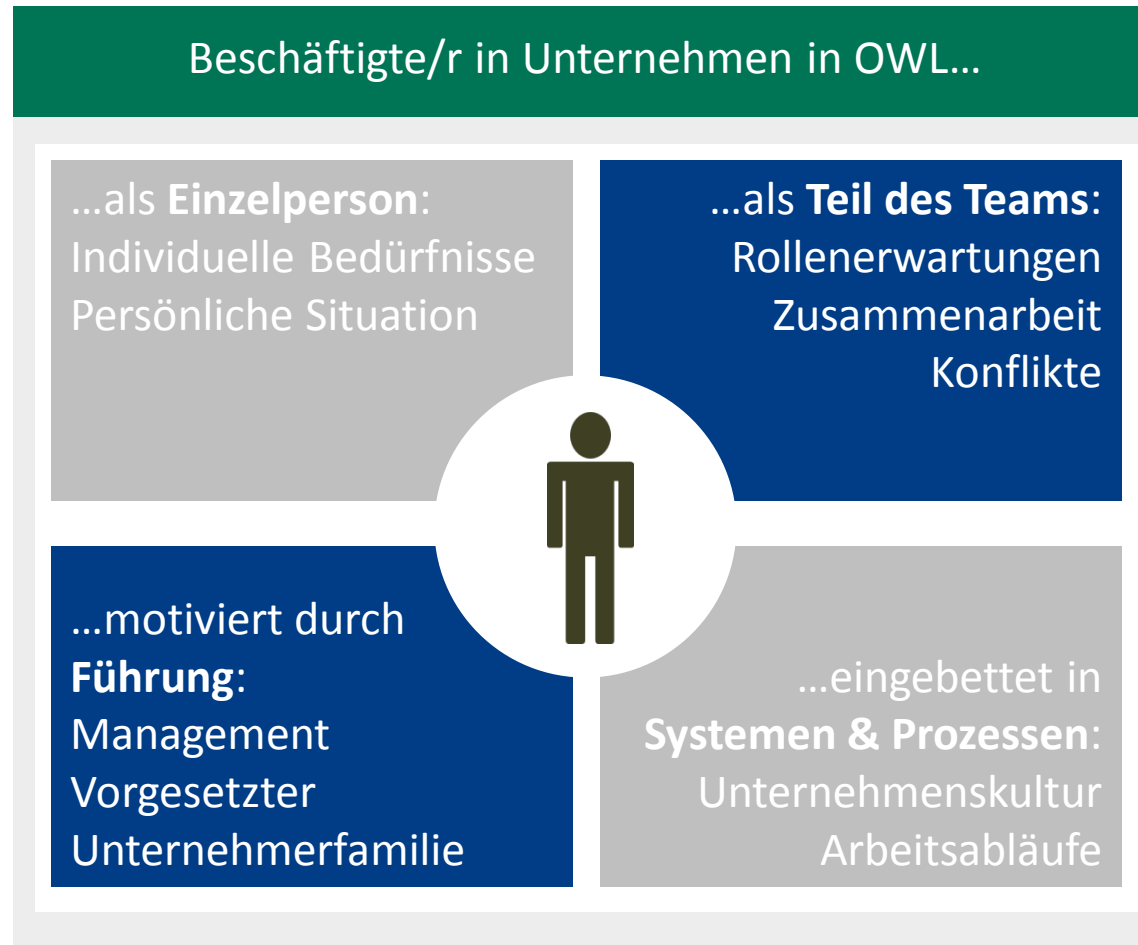 Beschäftigte/r in Unternehmen in OWL…
…als Einzelperson:
Individuelle Bedürfnisse
Persönliche Situation
…als Teil des Teams:
Rollenerwartungen
Zusammenarbeit
Konflikte
…motiviert durch
Führung:
Management
Vorgesetzter
Unternehmerfamilie
…eingebettet in
Systemen & Prozessen:
Unternehmenskultur
Arbeitsabläufe